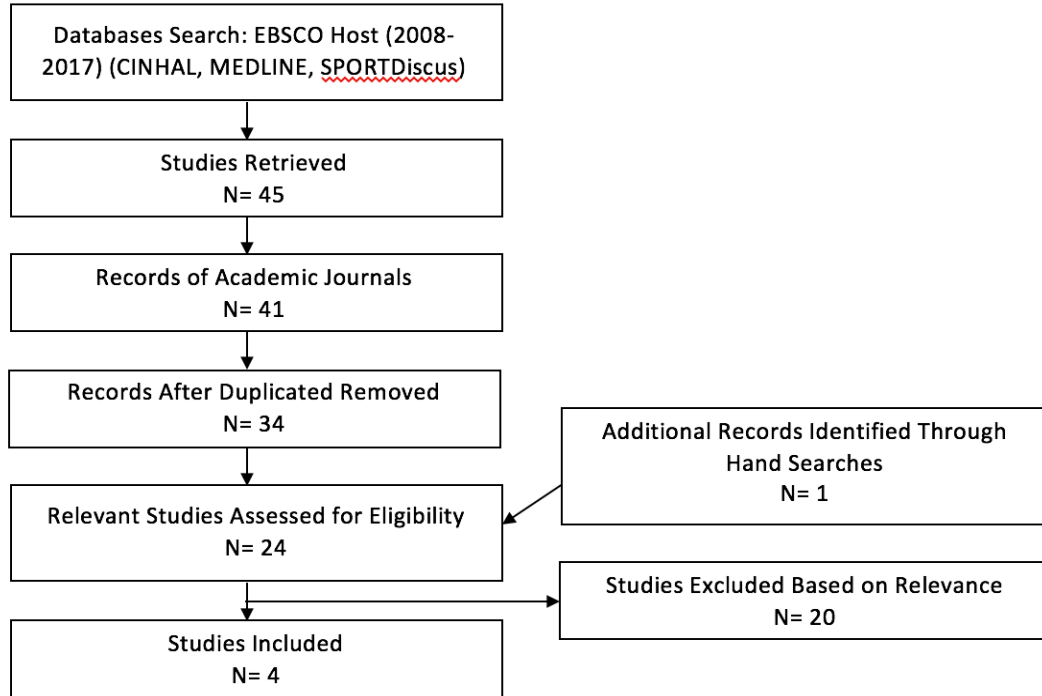 Databases Search: EBSCO Host (2008-
2017) (CINHAL, MEDLINE, SPORTDiscus)
Studies Retrieved
N= 45
Records of Academic Journals
N= 41
Records After Duplicated Removed
N= 34
Additional Records Identified Through
Hand Searches
N= 1
Relevant Studies Assessed for Eligibility
N= 24
Studies Excluded Based on Relevance
N= 20
Studies Included
N= 4